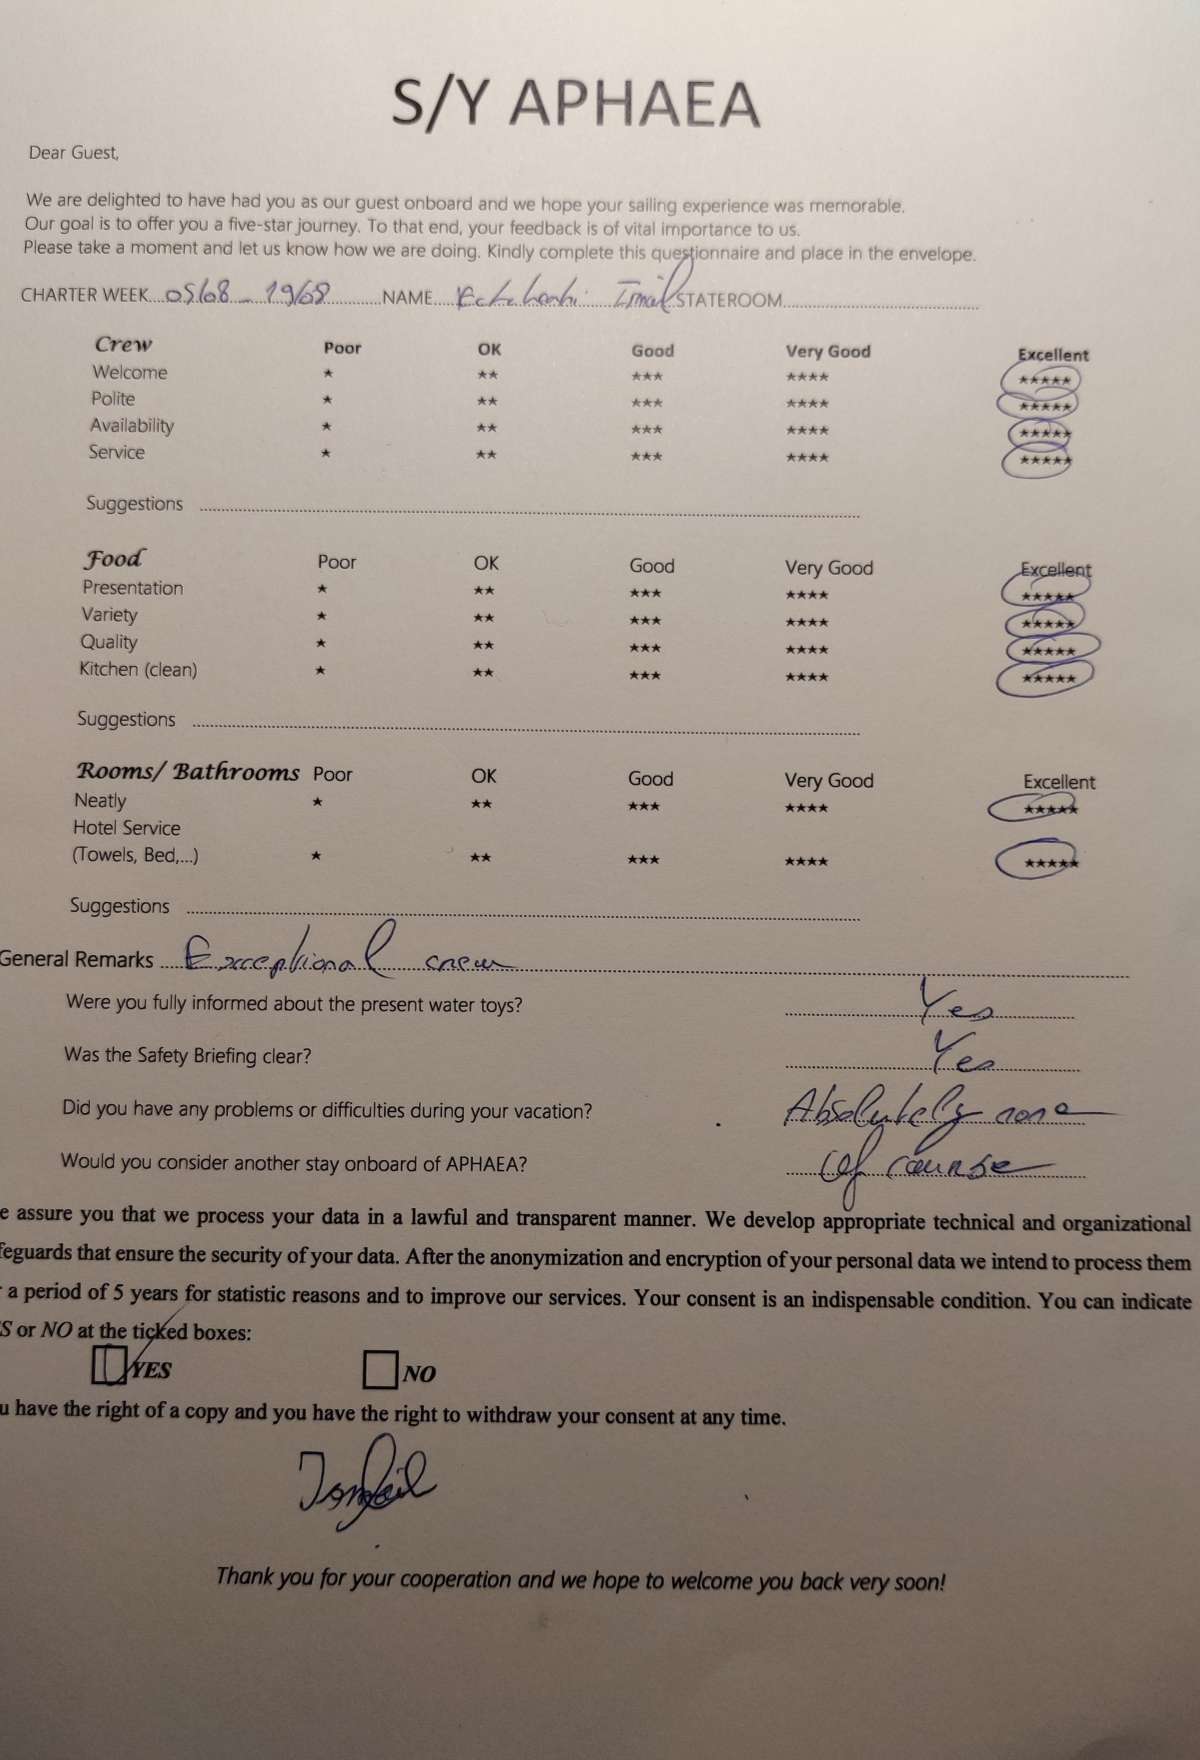 S/Y APHAEA
Dear Guest,
We are delighted to have had you as our guest onboard and we hope your sailing experience was memorable.
Our goal is to offer you a five-star journey. To that end, your feedback is of vital importance to us.
Please take a moment and let us know how we are doing. Kindly complete this questionnaire and place in the envelope.
CHARTER WEEK 05/08 - 19/08 NAME STATEROOM
Crew Poor OK Good Very Good Excellent
Welcome ★ ★★ ★★★ ★★★★ ★★★★★
Polite ★ ★★ ★★★ ★★★★ ★★★★★
Availability ★ ★★ ★★★ ★★★★ ★★★★★
Service ★ ★★ ★★★ ★★★★ ★★★★★
Suggestions
Food Poor OK Good Very Good Excellent
Presentation ★ ★★ ★★★ ★★★★ ★★★★★
Variety ★ ★★ ★★★ ★★★★ ★★★★★
Quality ★ ★★ ★★★ ★★★★ ★★★★★
Kitchen (clean) ★ ★★ ★★★ ★★★★ ★★★★★
Suggestions
Rooms/ Bathrooms Poor OK Good Very Good Excellent
Neatly ★ ★★ ★★★ ★★★★ ★★★★★
Hotel Service
(Towels, Bed,...) ★ ★★ ★★★ ★★★★ ★★★★★
Suggestions
General Remarks Exceptional crew
Were you fully informed about the present water toys? Yes
Was the Safety Briefing clear? Yes
Did you have any problems or difficulties during your vacation? Absolutely none
Would you consider another stay onboard of APHAEA? of course
e assure you that we process your data in a lawful and transparent manner. We develop appropriate technical and organizational
feguards that ensure the security of your data. After the anonymization and encryption of your personal data we intend to process them
a period of 5 years for statistic reasons and to improve our services. Your consent is an indispensable condition. You can indicate
S or NO at the ticked boxes:
YES NO
u have the right of a copy and you have the right to withdraw your consent at any time.
Thank you for your cooperation and we hope to welcome you back very soon!